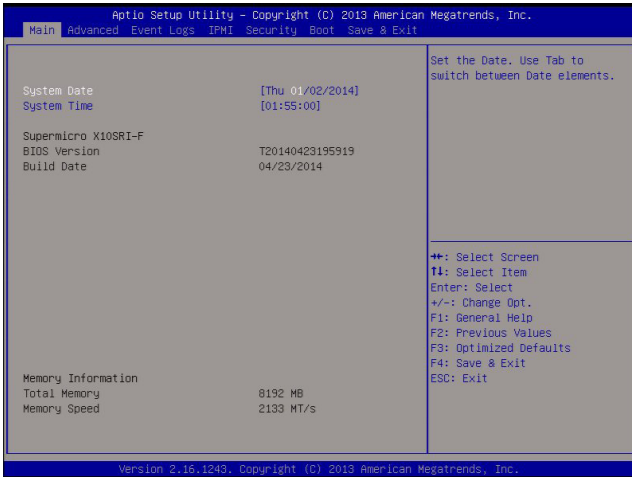 Aptio Setup Utility – Copyright (C) 2013 American Megatrends, Inc.
Main Advanced Event Logs IPMI Security Boot Save & Exit
System Date [Thu 01/02/2014]
System Time [01:55:00]
Supermicro X10SRI-F
BIOS Version T20140423195919
Build Date 04/23/2014
Memory Information
Total Memory 8192 MB
Memory Speed 2133 MT/s
Set the Date. Use Tab to
switch between Date elements.
→←: Select Screen
↑↓: Select Item
Enter: Select
+/-: Change Opt.
F1: General Help
F2: Previous Values
F3: Optimized Defaults
F4: Save & Exit
ESC: Exit
Version 2.16.1243. Copyright (C) 2013 American Megatrends, Inc.